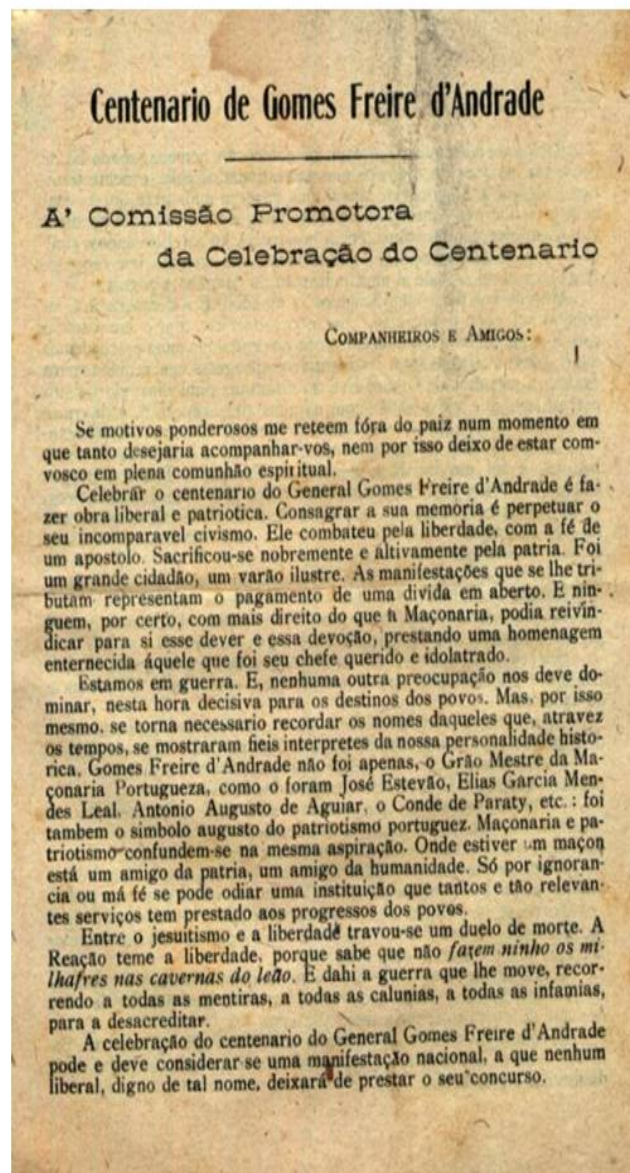 Centenario de Gomes Freire d'Andrade
A' Comissão Promotora
da Celebração do Centenario
COMPANHEIROS E AMIGOS:
Se motivos ponderosos me reteem fóra do paiz num momento em
que tanto desejaria acompanhar-vos, nem por isso deixo de estar com-
vosco em plena comunhão espiritual.
Celebrar o centenario do General Gomes Freire d'Andrade é fa-
zer obra liberal e patriotica. Consagrar a sua memoria é perpetuar o
seu incomparavel civismo. Ele combateu pela liberdade, com a fé de
um apostolo. Sacrificou-se nobremente e altivamente pela patria. Foi
um grande cidadão, um varão ilustre. As manifestações que se lhe tri-
butam representam o pagamento de uma divida em aberto. E nin-
guem, por certo, com mais direito do que a Maçonaria, podia reivin-
dicar para si esse dever e essa devoção, prestando uma homenagem
enternecida áquele que foi seu chefe querido e idolatrado.
Estamos em guerra. E, nenhuma outra preocupação nos deve do-
minar, nesta hora decisiva para os destinos dos povos. Mas, por isso
mesmo, se torna necessario recordar os nomes daqueles que, atravez
os tempos, se mostraram fieis interpretes da nossa personalidade histo-
rica. Gomes Freire d'Andrade não foi apenas, o Grão Mestre da Ma-
çonaria Portugueza, como o foram José Estevão, Elias Garcia Men-
des Leal, Antonio Augusto de Aguiar, o Conde de Paraty, etc.: foi
tambem o simbolo augusto do patriotismo portuguez. Maçonaria e pa-
triotismo confundem-se na mesma aspiração. Onde estiver um maçon
está um amigo da patria, um amigo da humanidade. Só por ignoran-
cia ou má fé se pode odiar uma instituição que tantos e tão relevan-
tes serviços tem prestado aos progressos dos povos.
Entre o jesuitismo e a liberdade travou-se um duelo de morte. A
Reação teme a liberdade, porque sabe que não fazem ninho os mi-
lhafres nas cavernas do leão. E dahi a guerra que lhe move, recor-
rendo a todas as mentiras, a todas as calunias, a todas as infamias,
para a desacreditar.
A celebração do centenario do General Gomes Freire d'Andrade
pode e deve considerar-se uma manifestação nacional, a que nenhum
liberal, digno de tal nome, deixará de prestar o seu concurso.